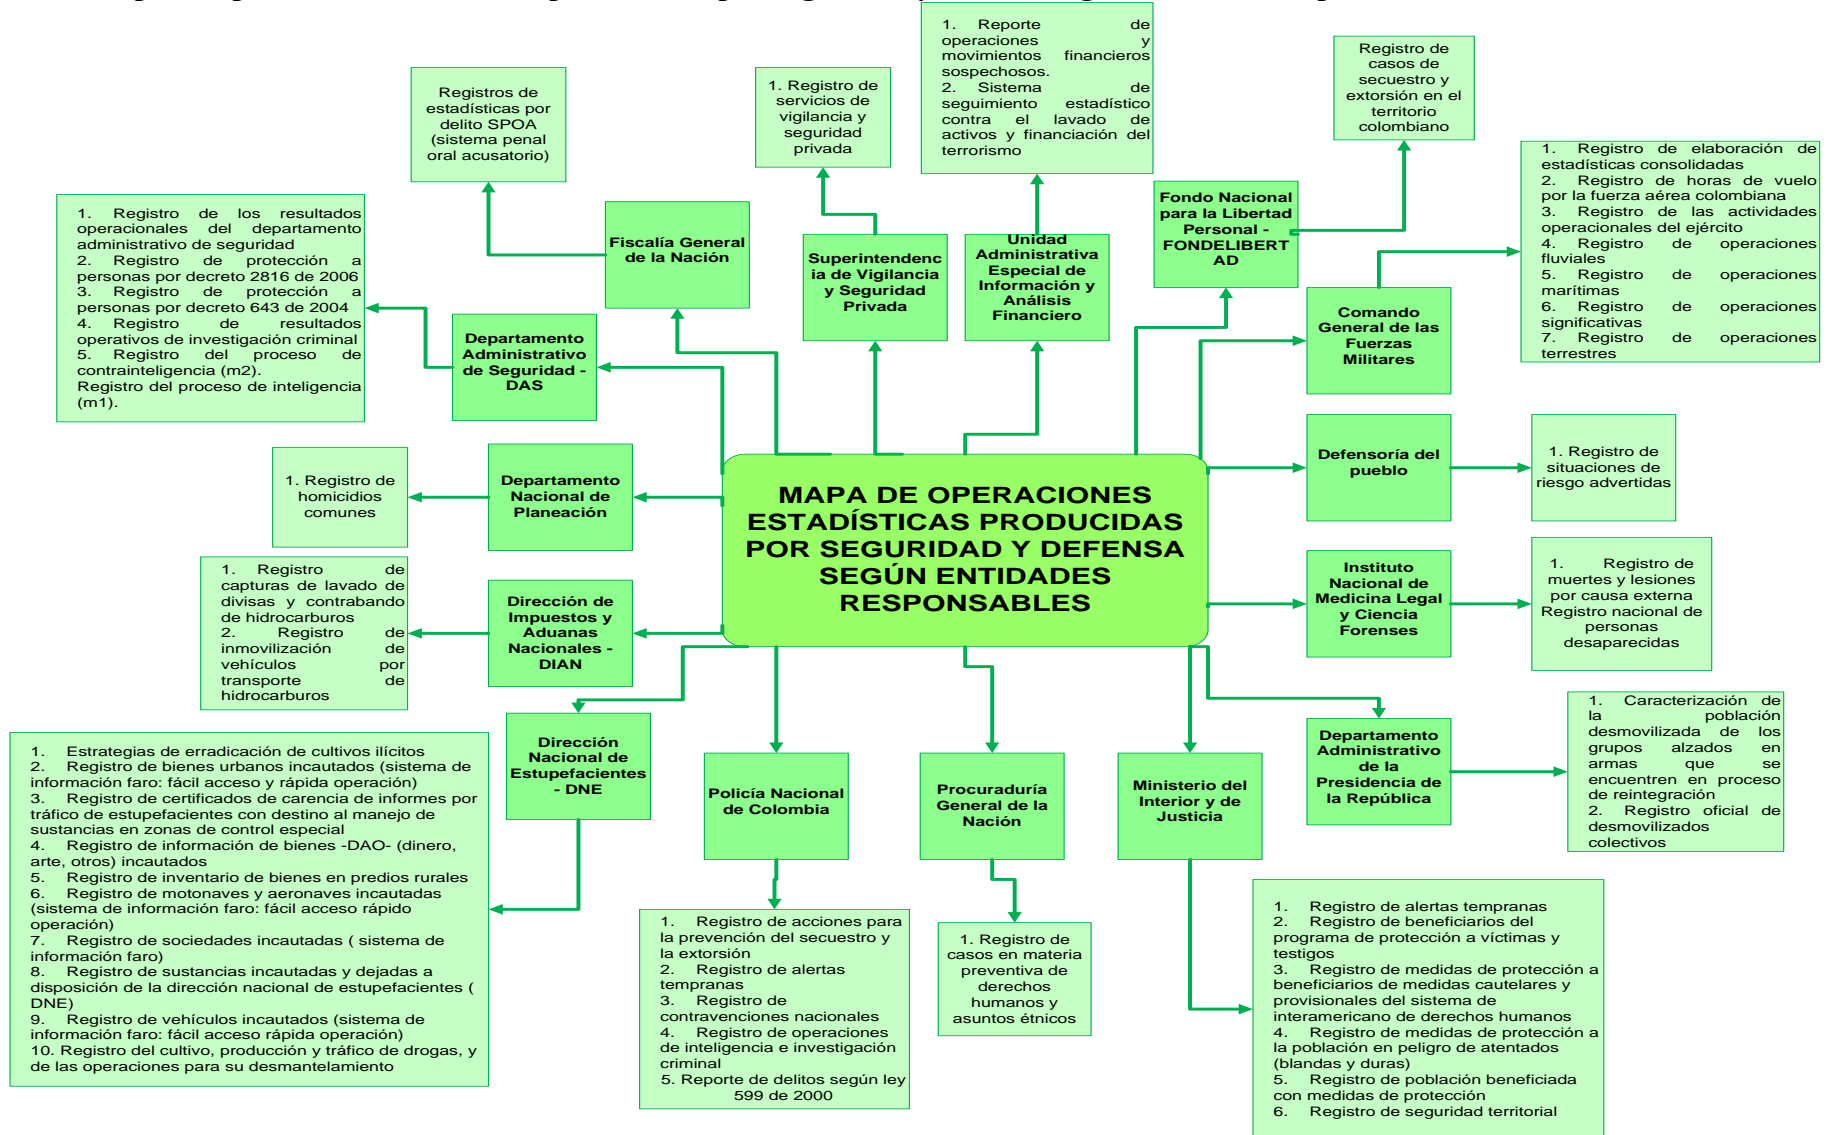 1. Reporte de
operaciones y
movimientos financieros
sospechosos.
2. Sistema de
seguimiento estadístico
contra el lavado de
activos y financiación del
terrorismo
Registro de
casos de
secuestro y
extorsión en el
territorio
colombiano
Registros de
estadísticas por
delito SPOA
(sistema penal
oral acusatorio)
1. Registro de
servicios de
vigilancia y
seguridad
privada
1. Registro de elaboración de
estadísticas consolidadas
2. Registro de horas de vuelo
por la fuerza aérea colombiana
3. Registro de las actividades
operacionales del ejército
4. Registro de operaciones
fluviales
5. Registro de operaciones
marítimas
6. Registro de operaciones
significativas
7. Registro de operaciones
terrestres
1. Registro de los resultados
operacionales del departamento
administrativo de seguridad
2. Registro de protección a
personas por decreto 2816 de 2006
3. Registro de protección a
personas por decreto 643 de 2004
4. Registro de resultados
operativos de investigación criminal
5. Registro del proceso de
contrainteligencia (m2).
Registro del proceso de inteligencia
(m1).
Fiscalía General
de la Nación
Superintendenc
ia de Vigilancia
y Seguridad
Privada
Unidad
Administrativa
Especial de
Información y
Análisis
Financiero
Fondo Nacional
para la Libertad
Personal -
FONDELIBERT
AD
Comando
General de las
Fuerzas
Militares
Departamento
Administrativo
de Seguridad -
DAS
1. Registro de
homicidios
comunes
Departamento
Nacional de
Planeación
MAPA DE OPERACIONES
ESTADÍSTICAS PRODUCIDAS
POR SEGURIDAD Y DEFENSA
SEGÚN ENTIDADES
RESPONSABLES
Defensoría del
pueblo
1. Registro de
situaciones de
riesgo advertidas
1. Registro de
capturas de lavado de
divisas y contrabando
de hidrocarburos
2. Registro de
inmovilización de
vehículos por
transporte de
hidrocarburos
Dirección de
Impuestos y
Aduanas
Nacionales -
DIAN
Instituto
Nacional de
Medicina Legal
y Ciencia
Forenses
1. Registro de
muertes y lesiones
por causa externa
Registro nacional de
personas
desaparecidas
1. Estrategias de erradicación de cultivos ilícitos
2. Registro de bienes urbanos incautados (sistema de
información faro: fácil acceso y rápida operación)
3. Registro de certificados de carencia de informes por
tráfico de estupefacientes con destino al manejo de
sustancias en zonas de control especial
4. Registro de información de bienes -DAO- (dinero,
arte, otros) incautados
5. Registro de inventario de bienes en predios rurales
6. Registro de motonaves y aeronaves incautadas
(sistema de información faro: fácil acceso rápido
operación)
7. Registro de sociedades incautadas ( sistema de
información faro)
8. Registro de sustancias incautadas y dejadas a
disposición de la dirección nacional de estupefacientes (
DNE)
9. Registro de vehículos incautados (sistema de
información faro: fácil acceso rápida operación)
10. Registro del cultivo, producción y tráfico de drogas, y
de las operaciones para su desmantelamiento
Dirección
Nacional de
Estupefacientes
- DNE
Policía Nacional
de Colombia
Procuraduría
General de la
Nación
Ministerio del
Interior y de
Justicia
Departamento
Administrativo
de la
Presidencia de
la República
1. Caracterización de
la población
desmovilizada de los
grupos alzados en
armas que se
encuentren en proceso
de reintegración
2. Registro oficial de
desmovilizados
colectivos
1. Registro de acciones para
la prevención del secuestro y
la extorsión
2. Registro de alertas
tempranas
3. Registro de
contravenciones nacionales
4. Registro de operaciones
de inteligencia e investigación
criminal
5. Reporte de delitos según ley
599 de 2000
1. Registro de
casos en materia
preventiva de
derechos
humanos y
asuntos étnicos
1. Registro de alertas tempranas
2. Registro de beneficiarios del
programa de protección a víctimas y
testigos
3. Registro de medidas de protección a
beneficiarios de medidas cautelares y
provisionales del sistema de
interamericano de derechos humanos
4. Registro de medidas de protección a
la población en peligro de atentados
(blandas y duras)
5. Registro de población beneficiada
con medidas de protección
6. Registro de seguridad territorial